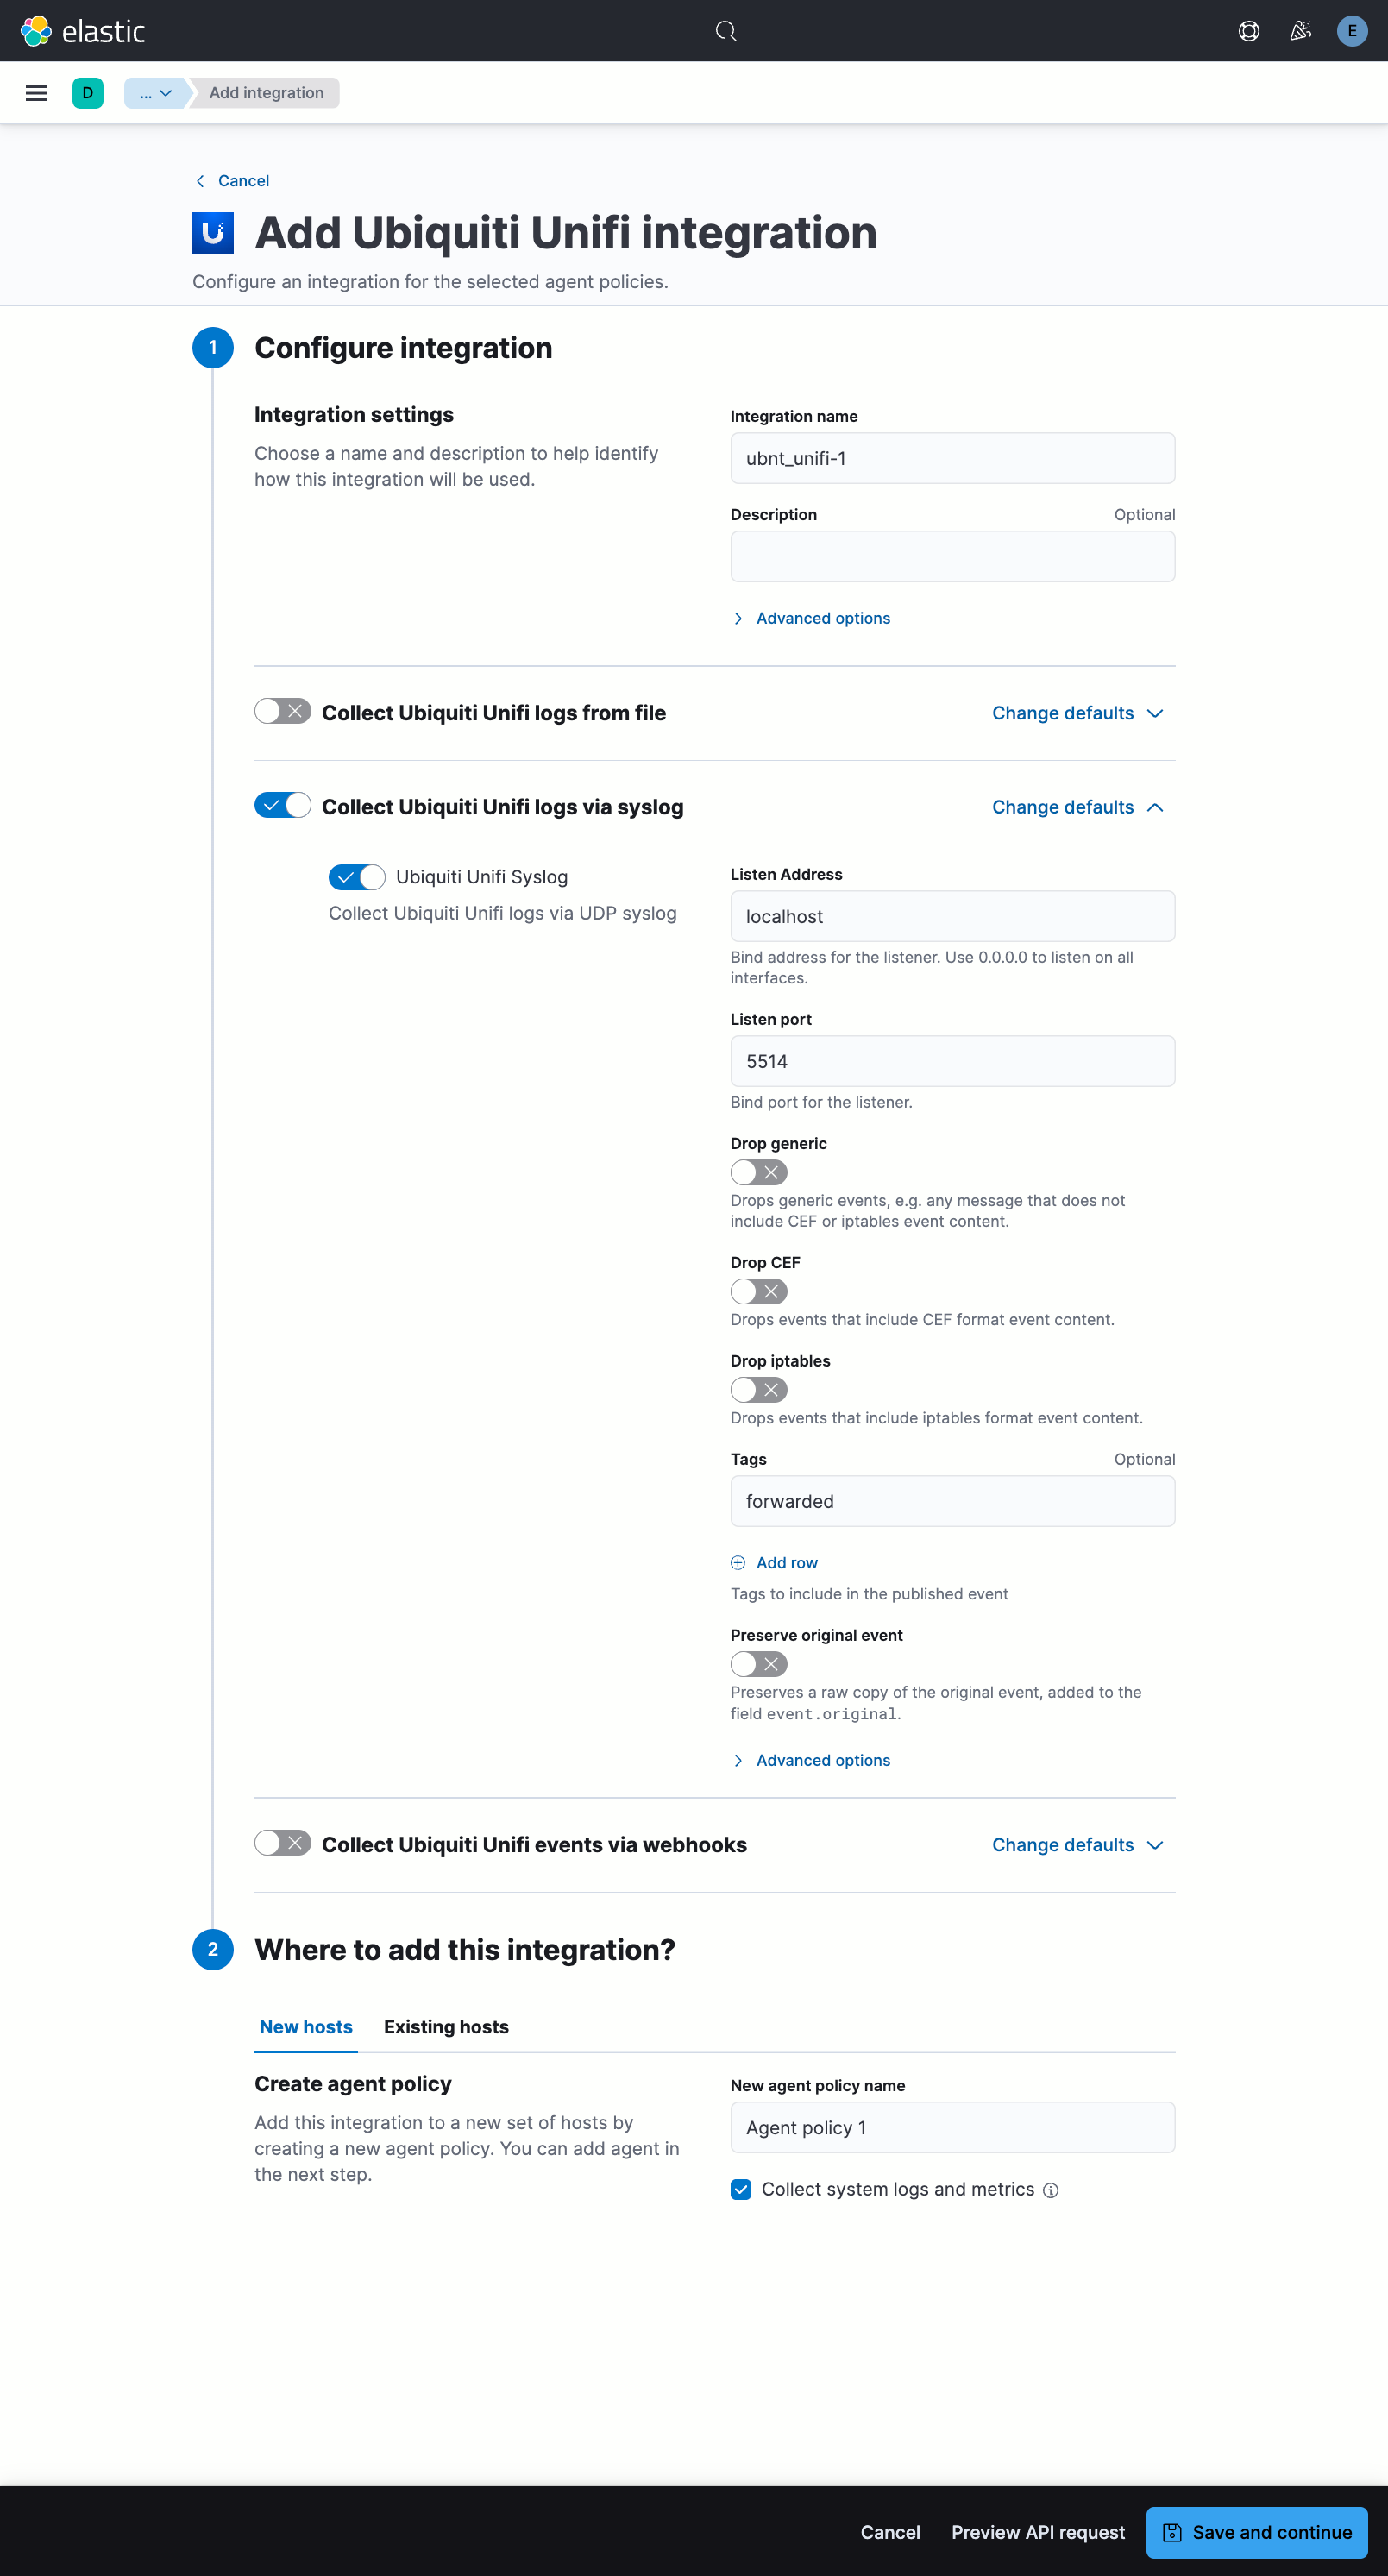 elastic
E
D
... Add integration
Cancel
Add Ubiquiti Unifi integration
Configure an integration for the selected agent policies.
1 Configure integration
Integration settings
Choose a name and description to help identify
how this integration will be used.
Integration name
ubnt_unifi-1
Description Optional
Advanced options
Collect Ubiquiti Unifi logs from file Change defaults
Collect Ubiquiti Unifi logs via syslog Change defaults
Ubiquiti Unifi Syslog
Collect Ubiquiti Unifi logs via UDP syslog
Listen Address
localhost
Bind address for the listener. Use 0.0.0.0 to listen on all
interfaces.
Listen port
5514
Bind port for the listener.
Drop generic
Drops generic events, e.g. any message that does not
include CEF or iptables event content.
Drop CEF
Drops events that include CEF format event content.
Drop iptables
Drops events that include iptables format event content.
Tags Optional
forwarded
Add row
Tags to include in the published event
Preserve original event
Preserves a raw copy of the original event, added to the
field event.original.
Advanced options
Collect Ubiquiti Unifi events via webhooks Change defaults
2 Where to add this integration?
New hosts Existing hosts
Create agent policy
Add this integration to a new set of hosts by
creating a new agent policy. You can add agent in
the next step.
New agent policy name
Agent policy 1
Collect system logs and metrics
Cancel Preview API request Save and continue